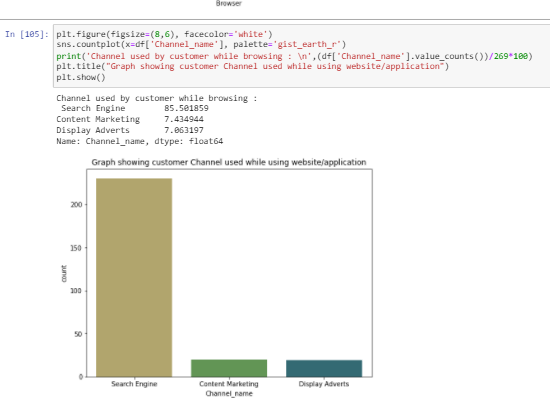 Browser
In [105]: plt.figure(figsize=(8,6), facecolor='white')
sns.countplot(x=df['Channel_name'], palette='gist_earth_r')
print('Channel used by customer while browsing : \n',(df['Channel_name'].value_counts())/269*100)
plt.title("Graph showing customer Channel used while using website/application")
plt.show()
Channel used by customer while browsing :
Search Engine 85.501859
Content Marketing 7.434944
Display Adverts 7.063197
Name: Channel_name, dtype: float64
Graph showing customer Channel used while using website/application
200
150
100
50
0
count
Search Engine Content Marketing Display Adverts
Channel_name